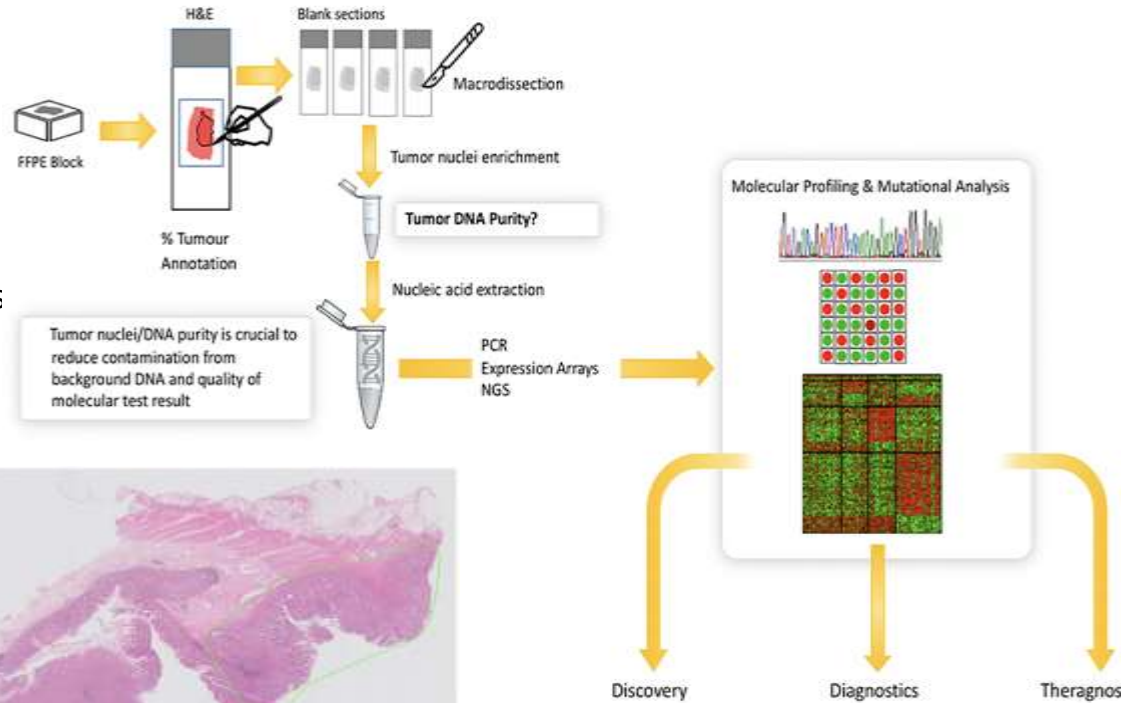 H&E
Blank sections
Macrodissection
FFPE Block
Tumor nuclei enrichment
% Tumour
Annotation
Tumor DNA Purity?
Nucleic acid extraction
Tumor nuclei/DNA purity is crucial to
reduce contamination from
background DNA and quality of
molecular test result
PCR
Expression Arrays
NGS
Molecular Profiling & Mutational Analysis
Discovery
Diagnostics
Theragnos